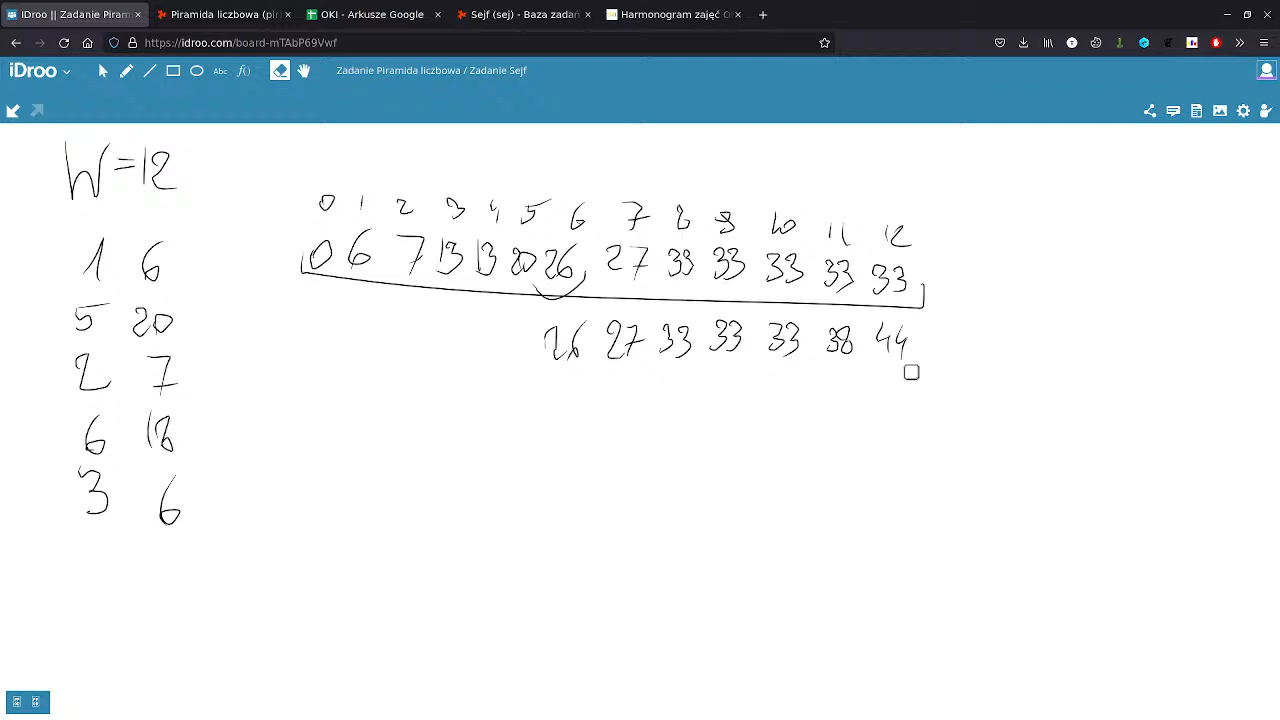 iDroo || Zadanie Piram
Piramida liczbowa (pir)
OKI - Arkusze Google
Sejf (sej) - Baza zadań
Harmonogram zajęć O
https://idroo.com/board-mTAbP69Vwf
iDroo
Abc
f()
Zadanie Piramida liczbowa / Zadanie Sejf
W=12
0 1 2 3 4 5 6 7 8 9 10 11 12
0 6 7 13 13 20 26 27 33 33 33 33 33
26 27 33 33 33 38 44
1 6
5 20
2 7
6 18
3 6